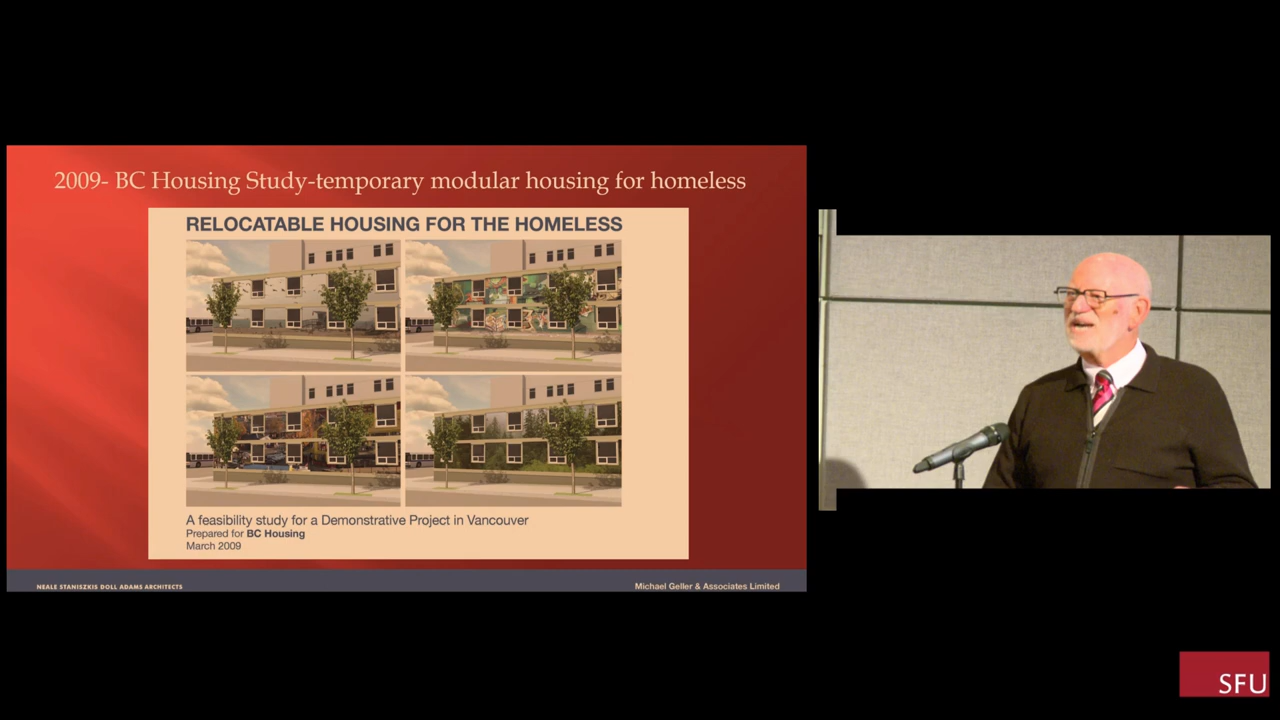 2009- BC Housing Study-temporary modular housing for homeless
RELOCATABLE HOUSING FOR THE HOMELESS
A feasibility study for a Demonstrative Project in Vancouver
Prepared for BC Housing
March 2009
NEALE STANISZKIS DOLL ADAMS ARCHITECTS
Michael Geller & Associates Limited
SFU